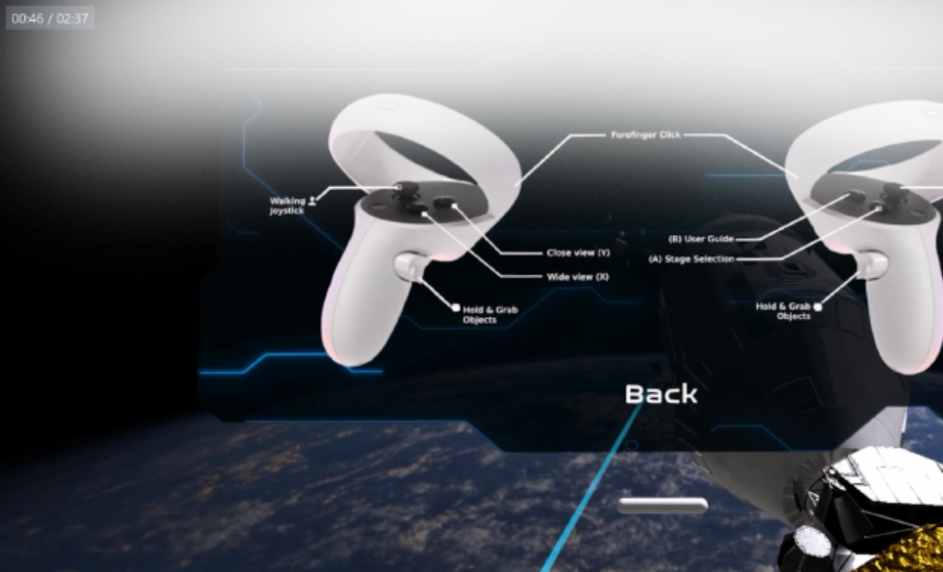 00:46 / 02:37
Forefinger Click
Walking
joystick
(B) User Guide
Close view (Y)
(A) Stage Selection
Wide view (X)
Hold & Grab
Objects
Hold & Grab
Objects
Back